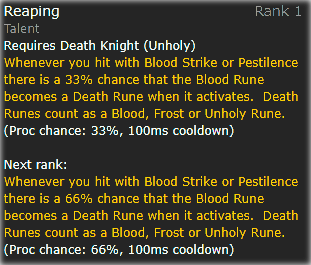 Reaping Rank 1
Talent
Requires Death Knight (Unholy)
Whenever you hit with Blood Strike or Pestilence
there is a 33% chance that the Blood Rune
becomes a Death Rune when it activates.  Death
Runes count as a Blood, Frost or Unholy Rune.
(Proc chance: 33%, 100ms cooldown)
Next rank:
Whenever you hit with Blood Strike or Pestilence
there is a 66% chance that the Blood Rune
becomes a Death Rune when it activates.  Death
Runes count as a Blood, Frost or Unholy Rune.
(Proc chance: 66%, 100ms cooldown)